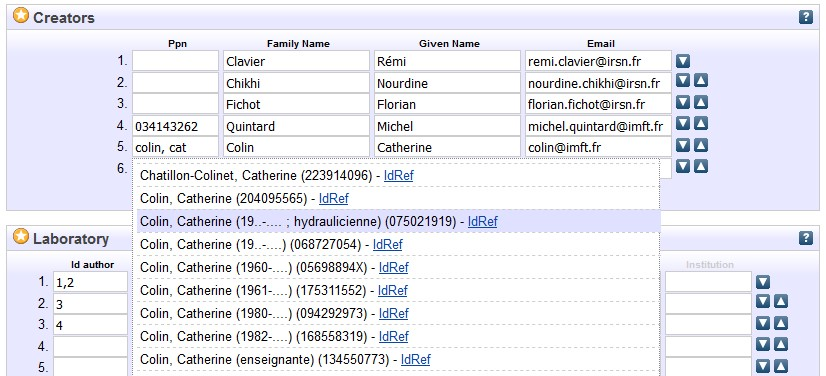 Creators ?
Ppn Family Name Given Name Email
1. Clavier Rémi remi.clavier@irsn.fr
2. Chikhi Nourdine nourdine.chikhi@irsn.fr
3. Fichot Florian florian.fichot@irsn.fr
4. 034143262 Quintard Michel michel.quintard@imft.fr
5. colin, cat Colin Catherine colin@imft.fr
6.
Chatillon-Colinet, Catherine (223914096) - IdRef
Colin, Catherine (204095565) - IdRef
Colin, Catherine (19..-.... ; hydraulicienne) (075021919) - IdRef
Colin, Catherine (19..-....) (068727054) - IdRef
Colin, Catherine (1960-....) (05698894X) - IdRef
Colin, Catherine (1961-....) (175311552) - IdRef
Colin, Catherine (1980-....) (094292973) - IdRef
Colin, Catherine (1982-....) (168558319) - IdRef
Colin, Catherine (enseignante) (134550773) - IdRef
Laboratory ?
Id author Institution
1. 1,2
2. 3
3. 4
4.
5.